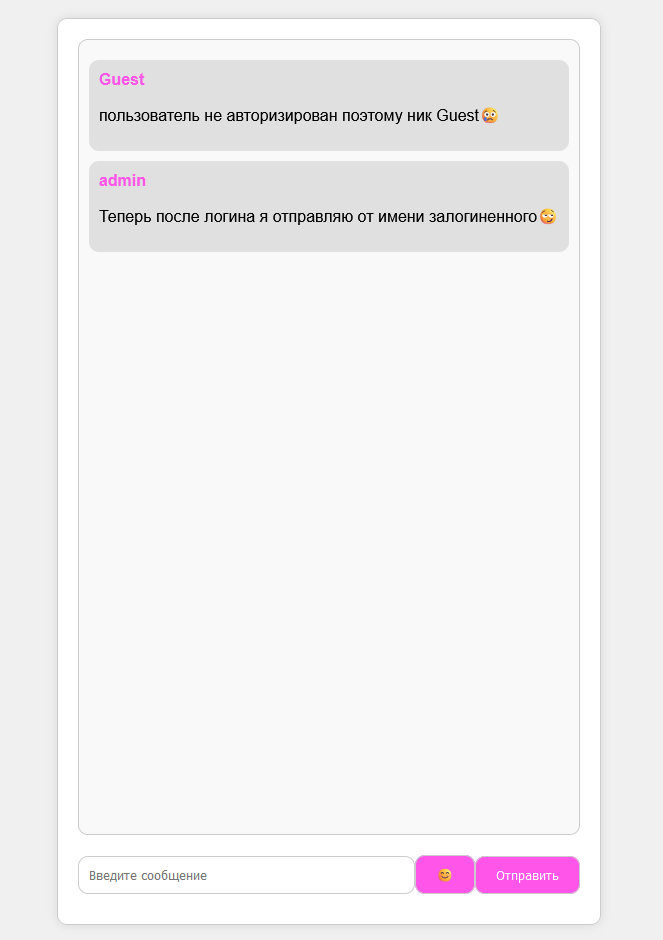 Guest
пользователь не авторизирован поэтому ник Guest😨
admin
Теперь после логина я отправляю от имени залогиненного😏
Введите сообщение
😊
Отправить